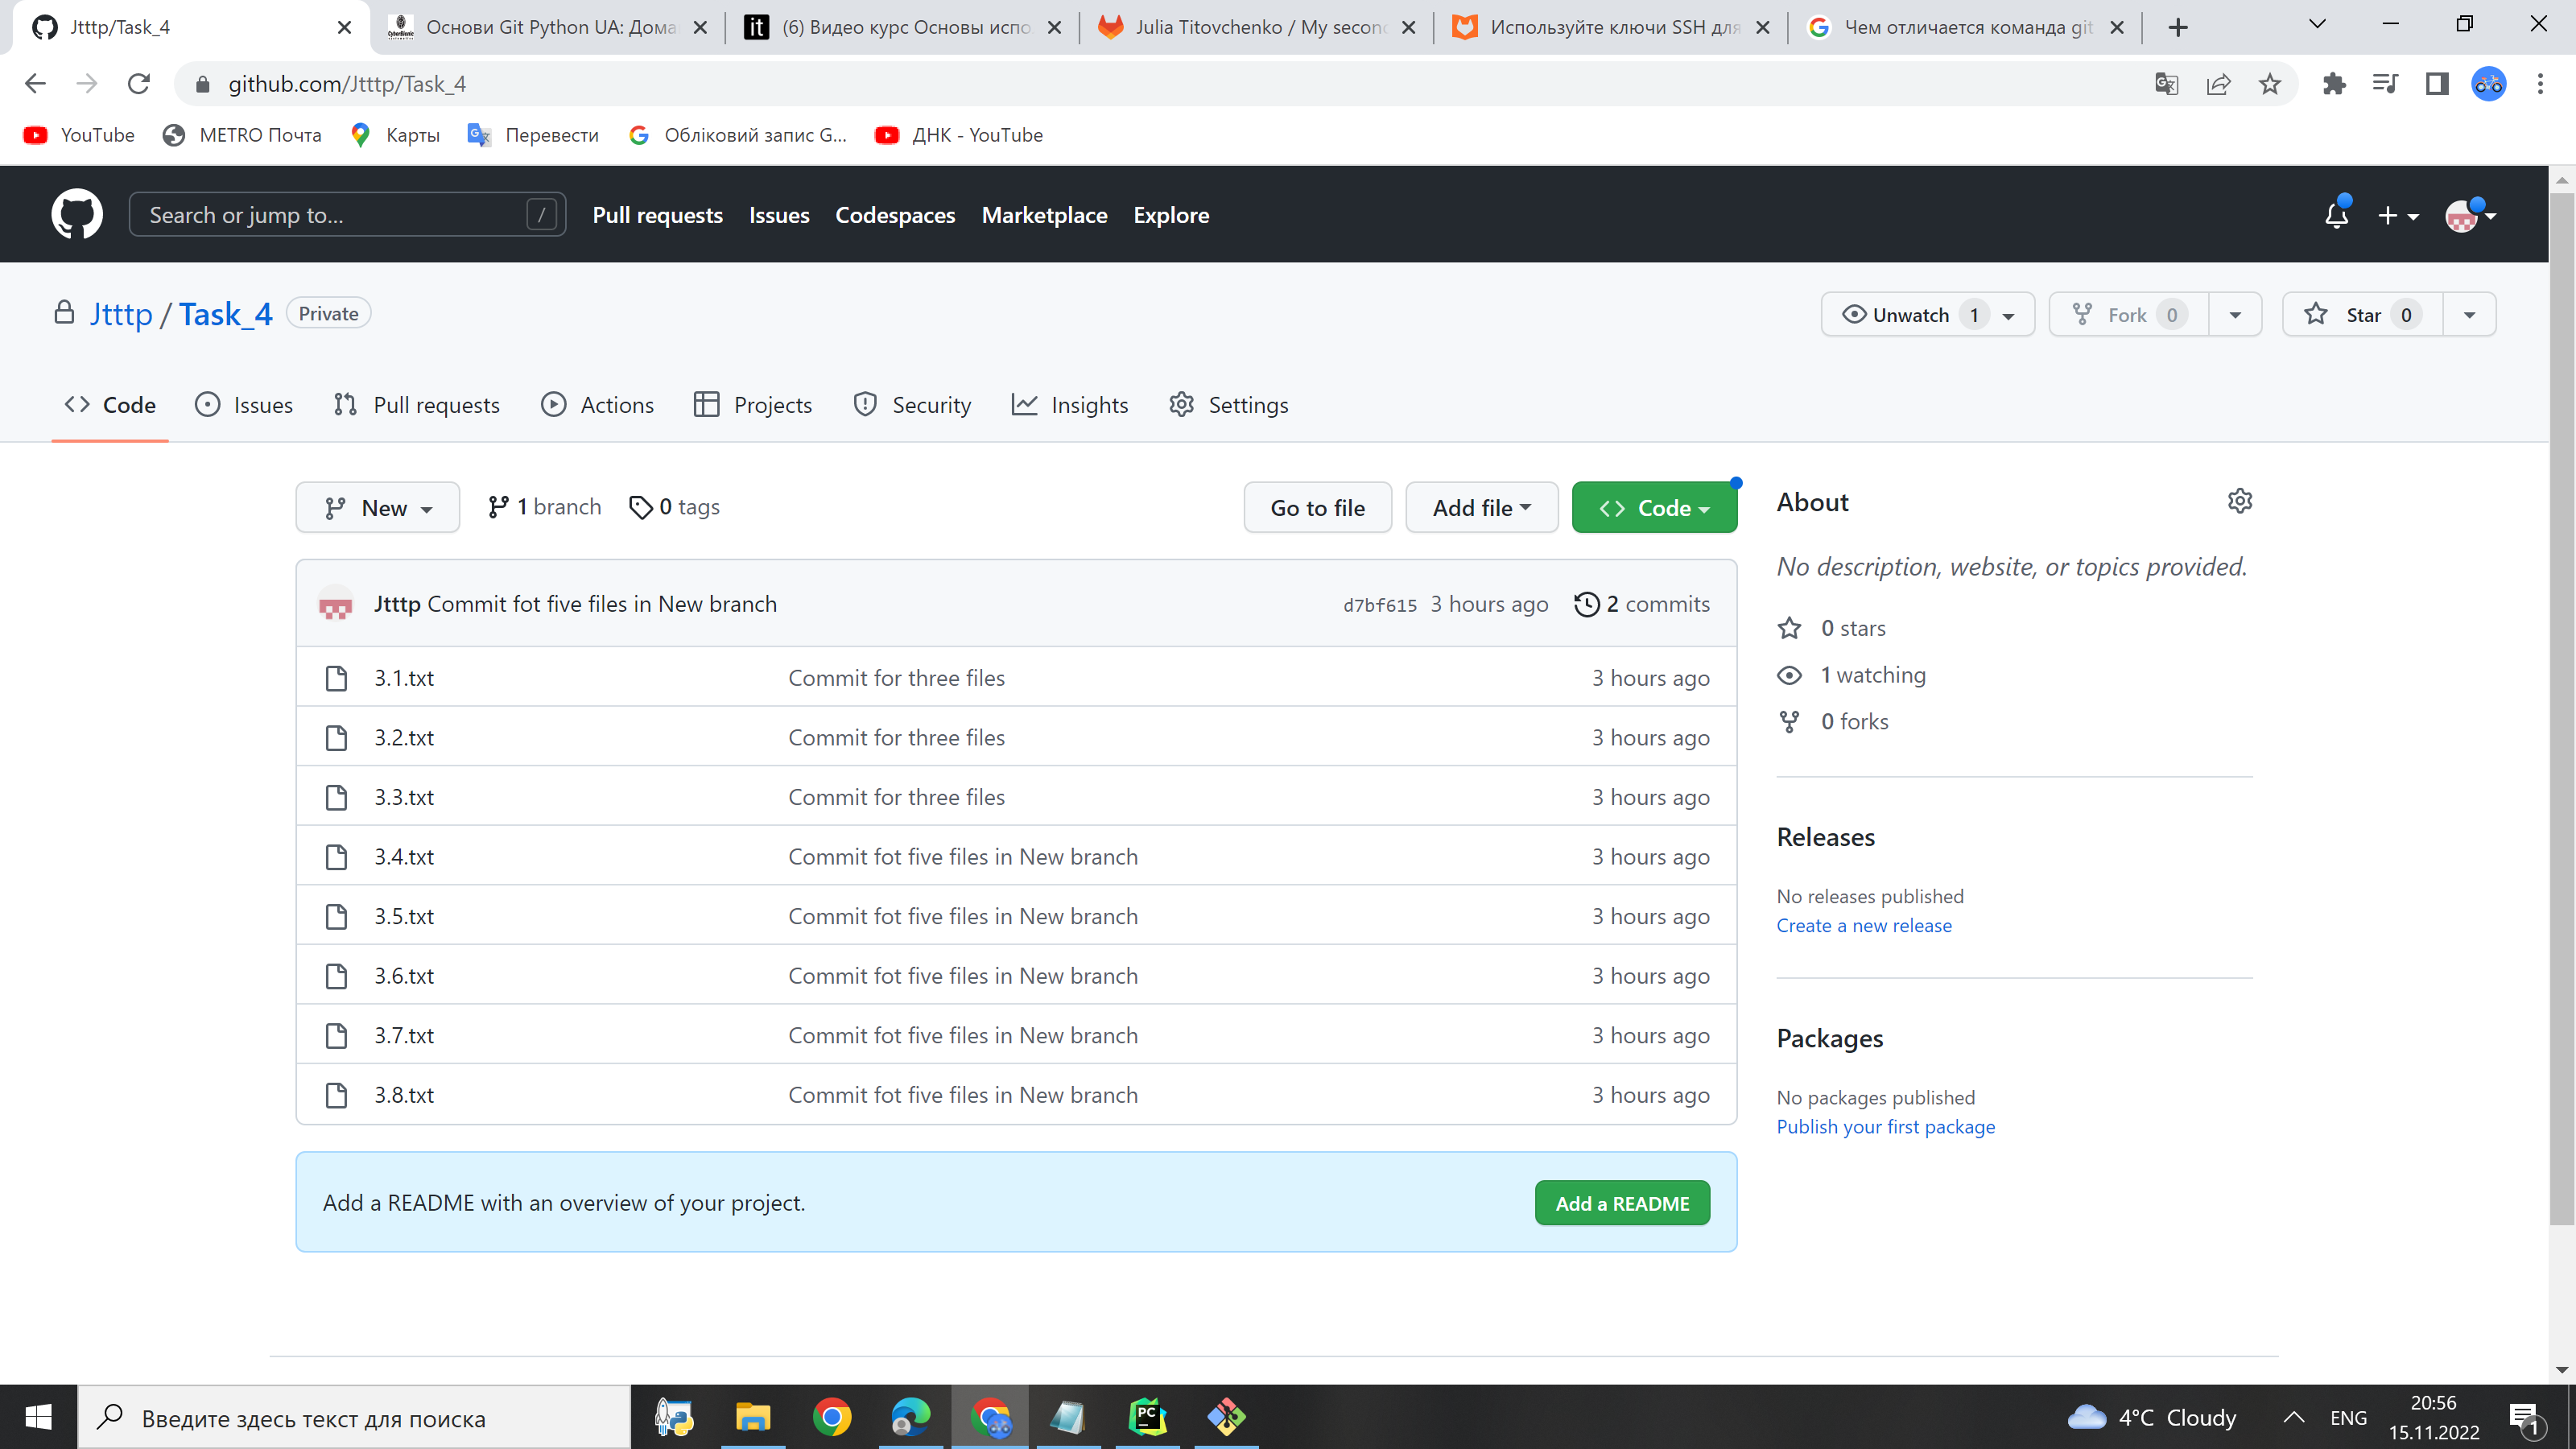 Jtttp/Task_4
Основи Git Python UA: Дома
(6) Видео курс Основы испо
Julia Titovchenko / My secon
Используйте ключи SSH для
Чем отличается команда git
github.com/Jtttp/Task_4
YouTube
METRO Почта
Карты
Перевести
Обліковий запис G...
ДНК - YouTube
Search or jump to...
/
Pull requests
Issues
Codespaces
Marketplace
Explore
Jtttp / Task_4
Private
Unwatch 1
Fork 0
Star 0
Code
Issues
Pull requests
Actions
Projects
Security
Insights
Settings
New
1 branch
0 tags
Go to file
Add file
Code
Jtttp Commit fot five files in New branch
d7bf615 3 hours ago
2 commits
3.1.txt Commit for three files 3 hours ago
3.2.txt Commit for three files 3 hours ago
3.3.txt Commit for three files 3 hours ago
3.4.txt Commit fot five files in New branch 3 hours ago
3.5.txt Commit fot five files in New branch 3 hours ago
3.6.txt Commit fot five files in New branch 3 hours ago
3.7.txt Commit fot five files in New branch 3 hours ago
3.8.txt Commit fot five files in New branch 3 hours ago
Add a README with an overview of your project.
Add a README
About
No description, website, or topics provided.
0 stars
1 watching
0 forks
Releases
No releases published
Create a new release
Packages
No packages published
Publish your first package
Введите здесь текст для поиска
4°C Cloudy
ENG
20:56
15.11.2022
1